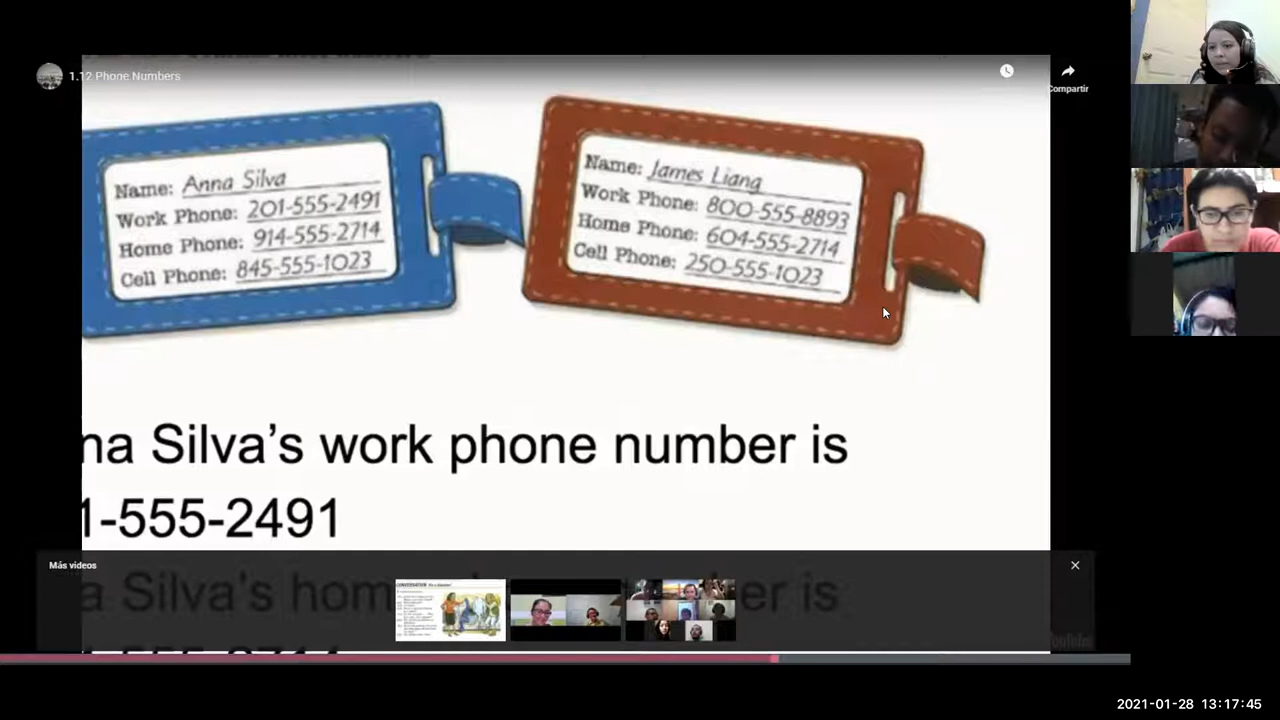 1.12 Phone Numbers
Compartir
Name: Anna Silva
Work Phone: 201-555-2491
Home Phone: 914-555-2714
Cell Phone: 845-555-1023
Name: James Liang
Work Phone: 800-555-8893
Home Phone: 604-555-2714
Cell Phone: 250-555-1023
na Silva's work phone number is
1-555-2491
Más videos
a Silva's home
er is
CONVERSATION
2021-01-28 13:17:45